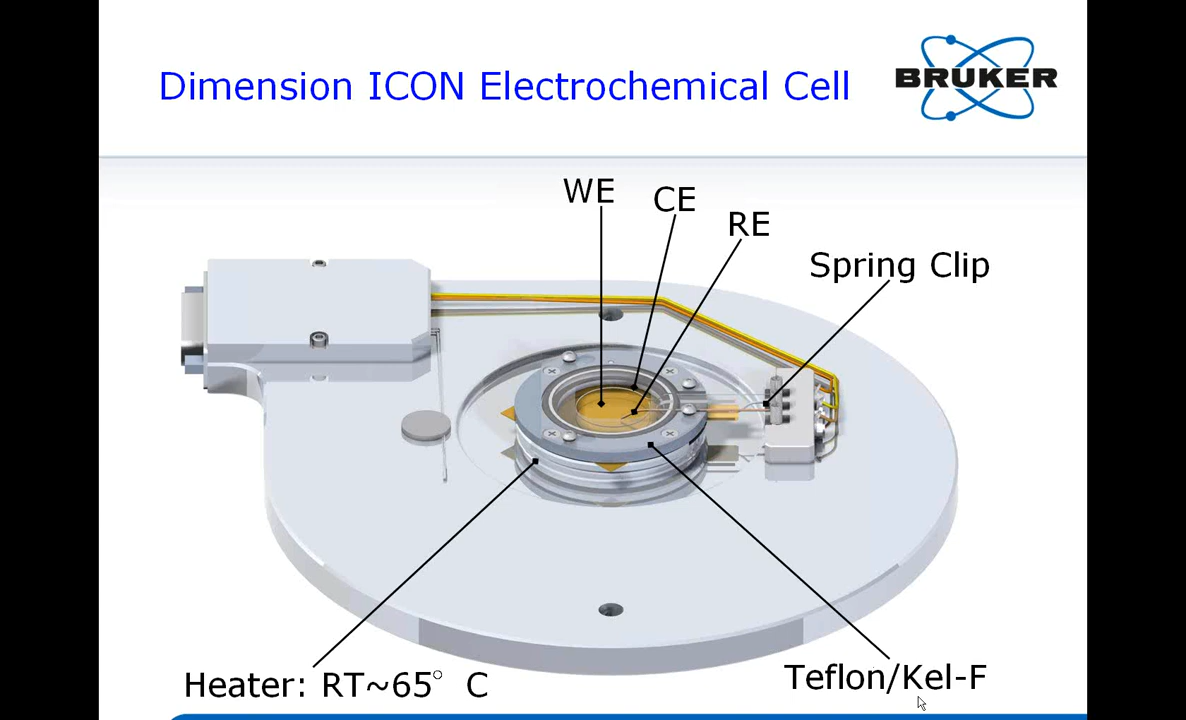 Dimension ICON Electrochemical Cell
BRUKER
WE
CE
RE
Spring Clip
Heater: RT~65° C
Teflon/Kel-F